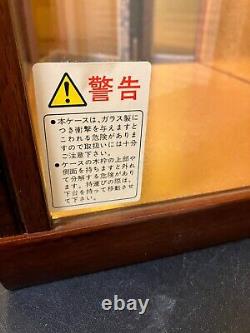 警告
●本ケースは、ガラス製に
つき衝撃を与えますと
こわれる危険がありま
すので取扱いには十分
ご注意下さい。
●ケースの木枠の上部や
側面を持ちますと外れ
て分解する危険があり
ます。持運びの際は、
下台を持って移動させ
て下さい。